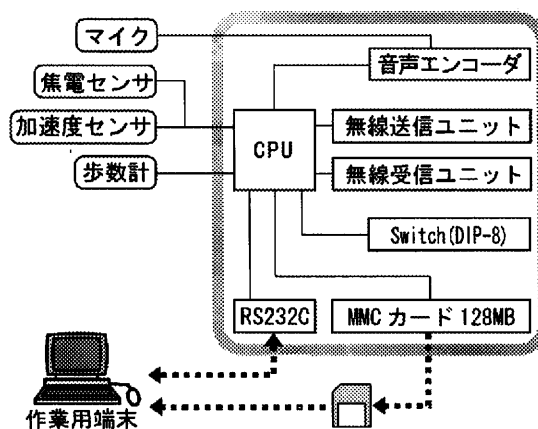 マイク
焦電センサ
加速度センサ
歩数計
音声エンコーダ
CPU
無線送信ユニット
無線受信ユニット
Switch(DIP-8)
RS232C
MMC カード 128MB
作業用端末